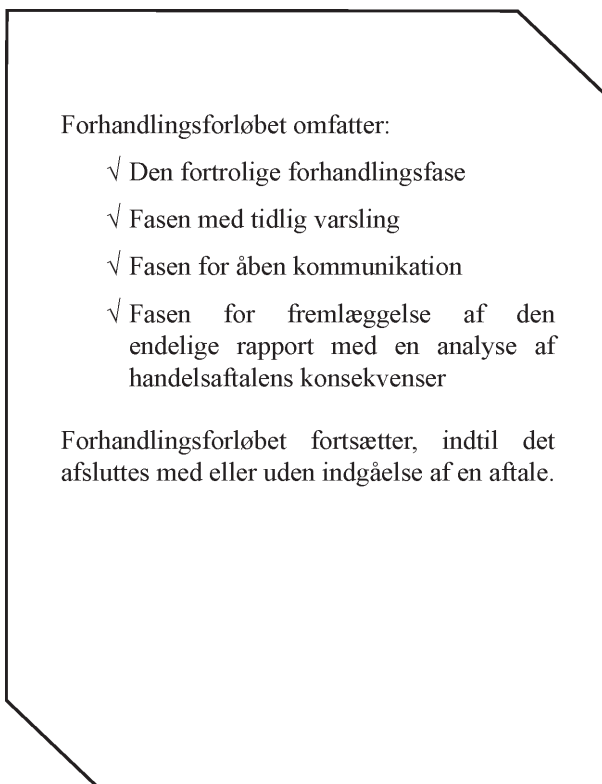 Forhandlingsforløbet omfatter:
√ Den fortrolige forhandlingsfase
√ Fasen med tidlig varsling
√ Fasen for åben kommunikation
√ Fasen for fremlæggelse af den
endelige rapport med en analyse af
handelsaftalens konsekvenser
Forhandlingsforløbet fortsætter, indtil det
afsluttes med eller uden indgåelse af en aftale.